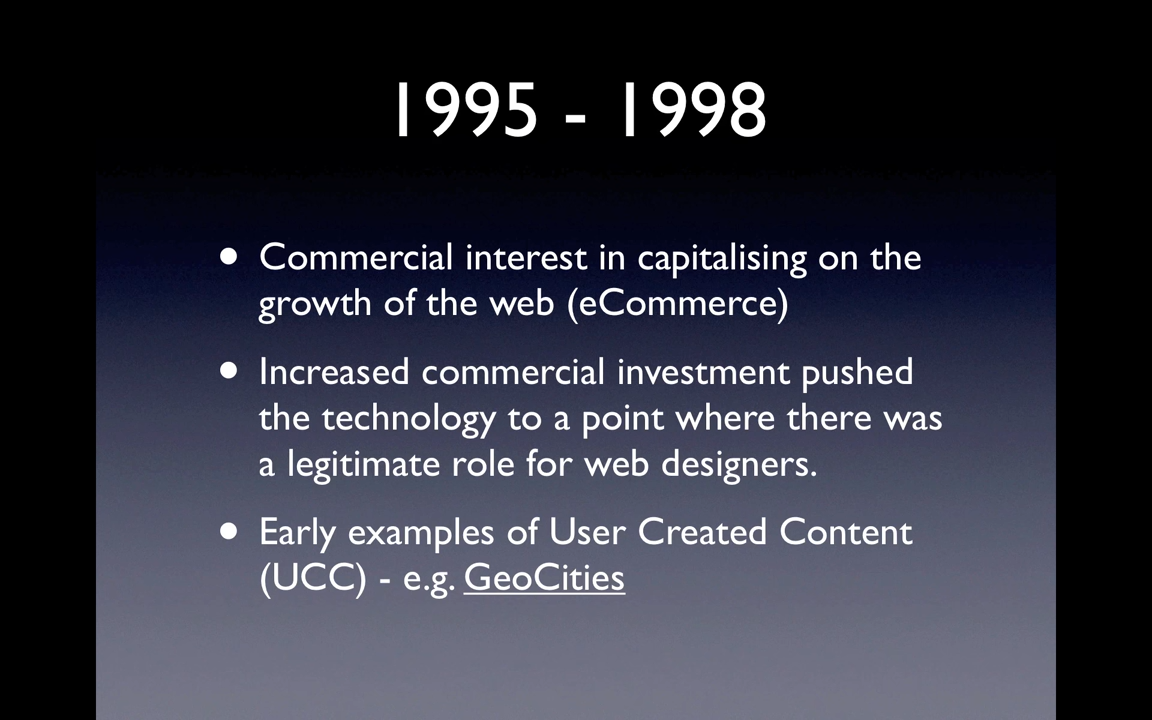 1995 - 1998
• Commercial interest in capitalising on the
growth of the web (eCommerce)
• Increased commercial investment pushed
the technology to a point where there was
a legitimate role for web designers.
• Early examples of User Created Content
(UCC) - e.g. GeoCities